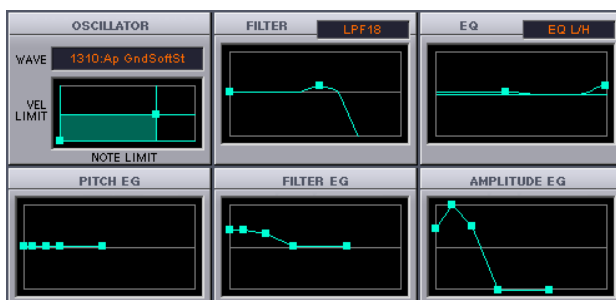 OSCILLATOR
WAVE 1310:Ap GndSoftSt
VEL
LIMIT
NOTE LIMIT
FILTER LPF18
EQ EQ L/H
PITCH EG
FILTER EG
AMPLITUDE EG